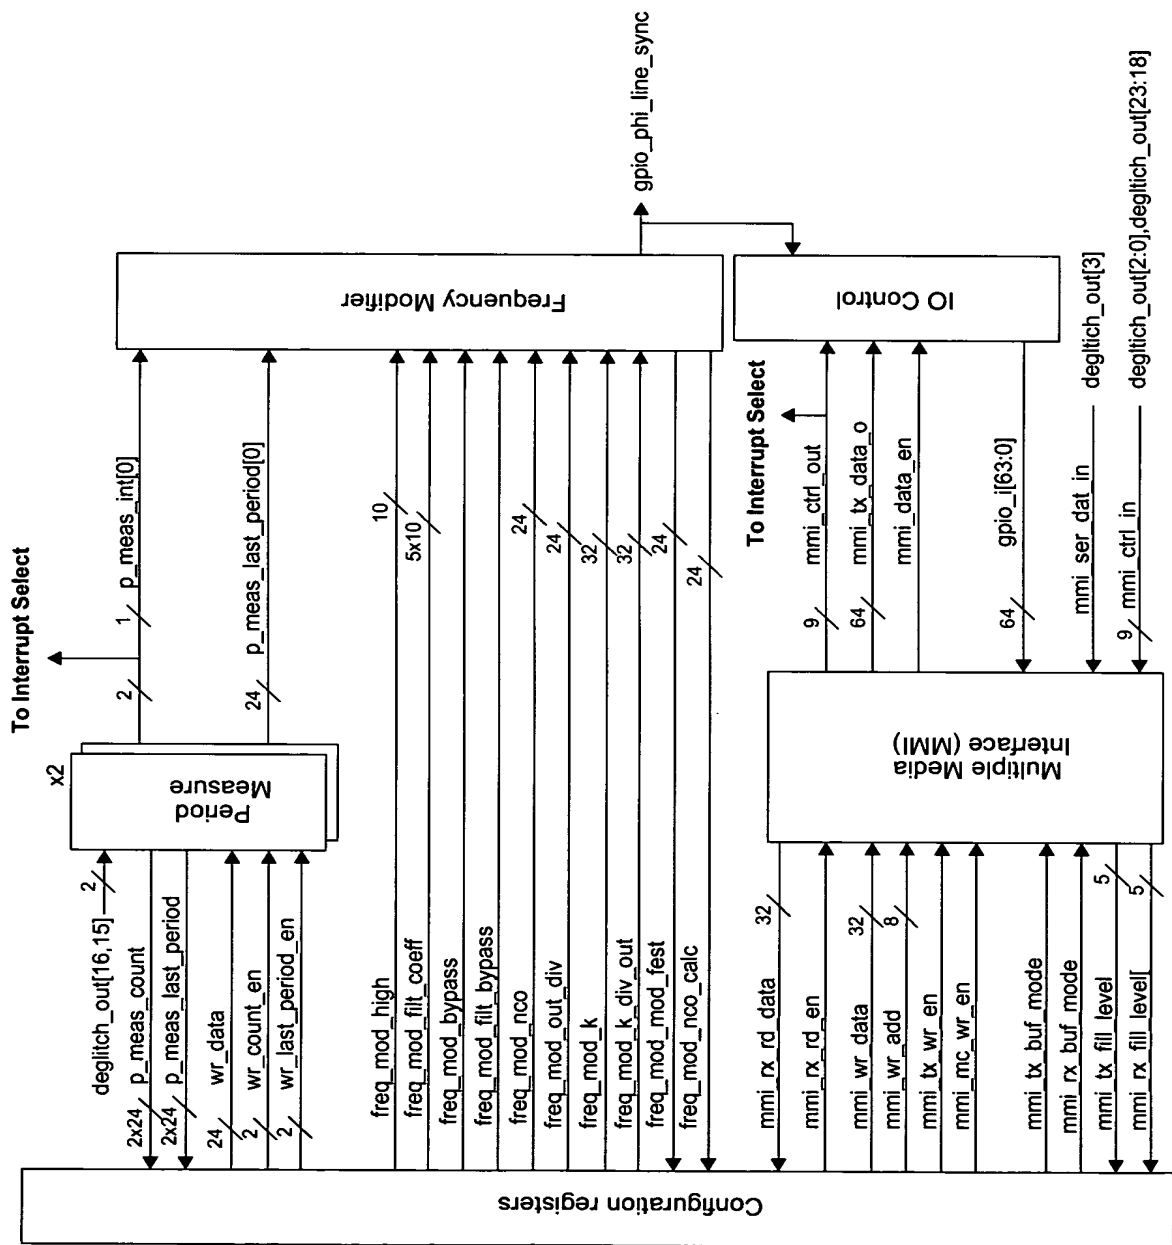 To Interrupt Select
x2
Period
Measure
deglitch_out[16,15]
2
2x24
p_meas_count
2x24
p_meas_last_period
24
wr_data
2
wr_count_en
2
wr_last_period_en
2
1
p_meas_int[0]
24
p_meas_last_period[0]
Configuration registers
freq_mod_high
10
freq_mod_filt_coeff
5x10
freq_mod_bypass
freq_mod_filt_bypass
freq_mod_nco
24
freq_mod_out_div
24
freq_mod_k
32
freq_mod_k_div_out
32
freq_mod_mod_fest
24
freq_mod_nco_calc
24
Frequency Modifier
gpio_phi_line_sync
IO Control
To Interrupt Select
mmi_rx_rd_data
32
mmi_rx_rd_en
mmi_wr_data
32
mmi_wr_add
8
mmi_tx_wr_en
mmi_mc_wr_en
mmi_tx_buf_mode
mmi_rx_buf_mode
mmi_tx_fill_level
5
mmi_rx_fill_level[
5
Multiple Media
Interface (MMI)
9
mmi_ctrl_out
64
mmi_tx_data_o
mmi_data_en
64
gpio_i[63:0]
mmi_ser_dat_in
degltich_out[3]
9
mmi_ctrl_in
degltich_out[2:0],degltich_out[23:18]